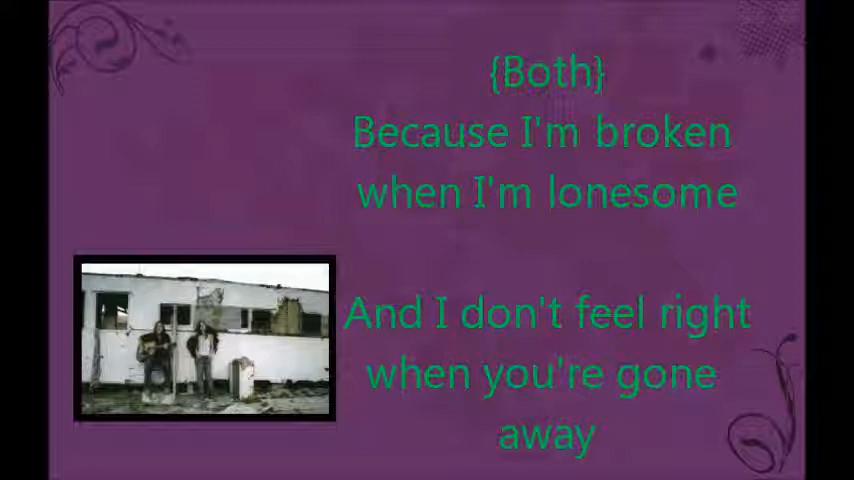 {Both}
Because I'm broken
when I'm lonesome
And I don't feel right
when you're gone
away